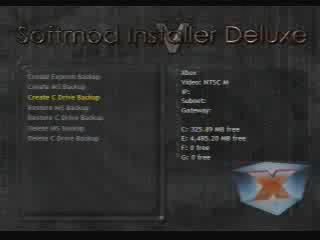 Softmod Installer Deluxe
V
Create Express Backup
Create MS Backup
Create C Drive Backup
Restore MS Backup
Restore C Drive Backup
Delete MS Backup
Delete C Drive Backup
Xbox
Video: NTSC M
IP:
Subnet:
Gateway:
C: 325.89 MB free
E: 4,495.20 MB free
F: 0 free
G: 0 free
X